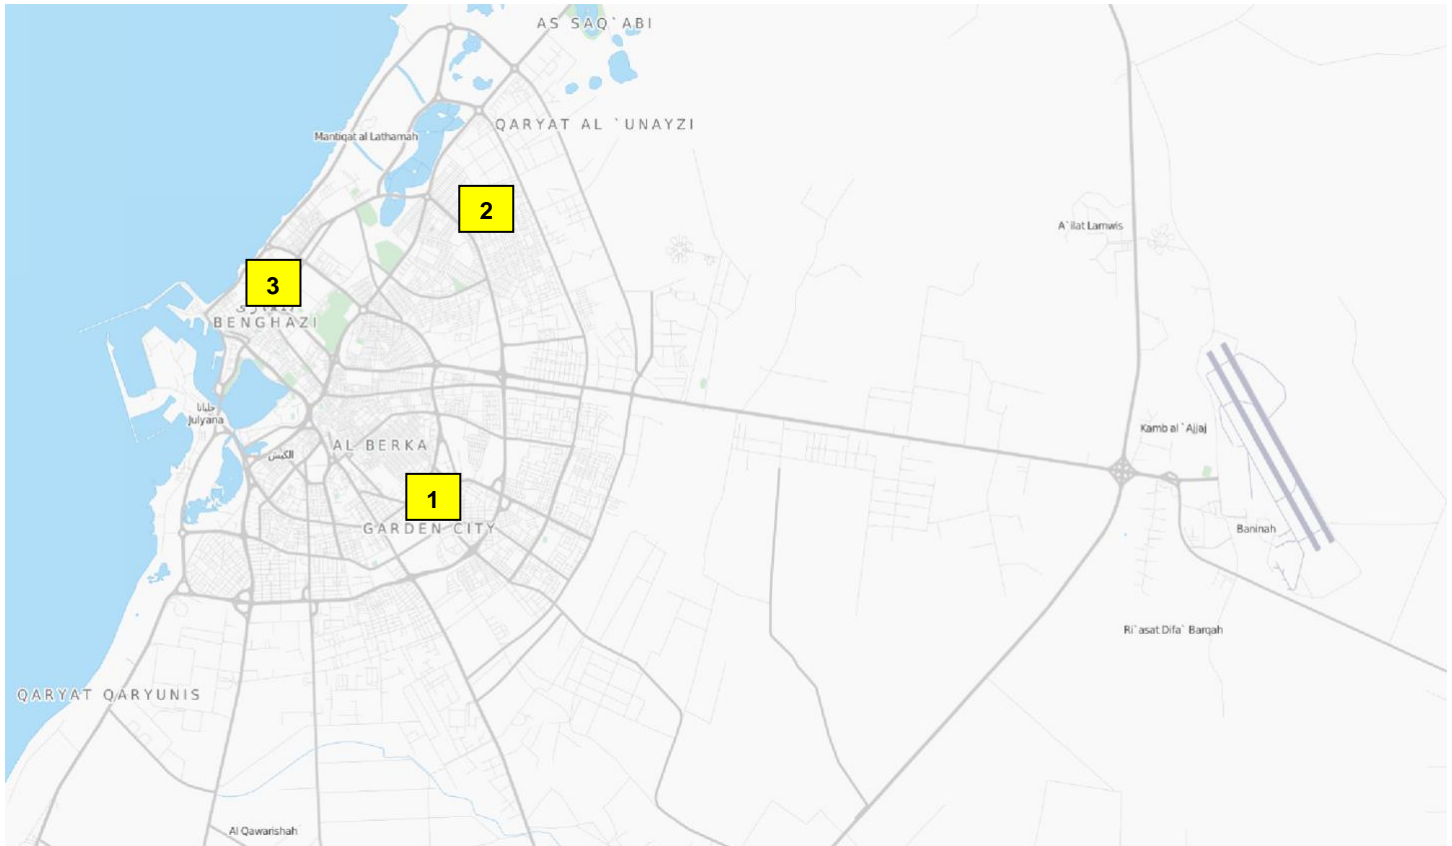 AS SAQ`ABI
QARYAT AL `UNAYZI
Mantiqat al Lathamah
2
A`ilat Lamwis
3
BENGHAZI
جليانا
Julyana
Kamb al `Ajjaj
AL BERKA
الكيش
1
GARDEN CITY
Baninah
Ri`asat Difa` Barqah
QARYAT QARYUNIS
Al Qawarishah